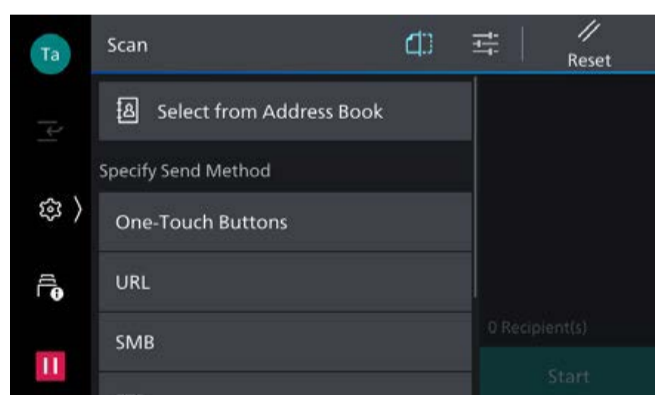 Ta
Scan
Reset
Select from Address Book
Specify Send Method
One-Touch Buttons
URL
SMB
0 Recipient(s)
Start